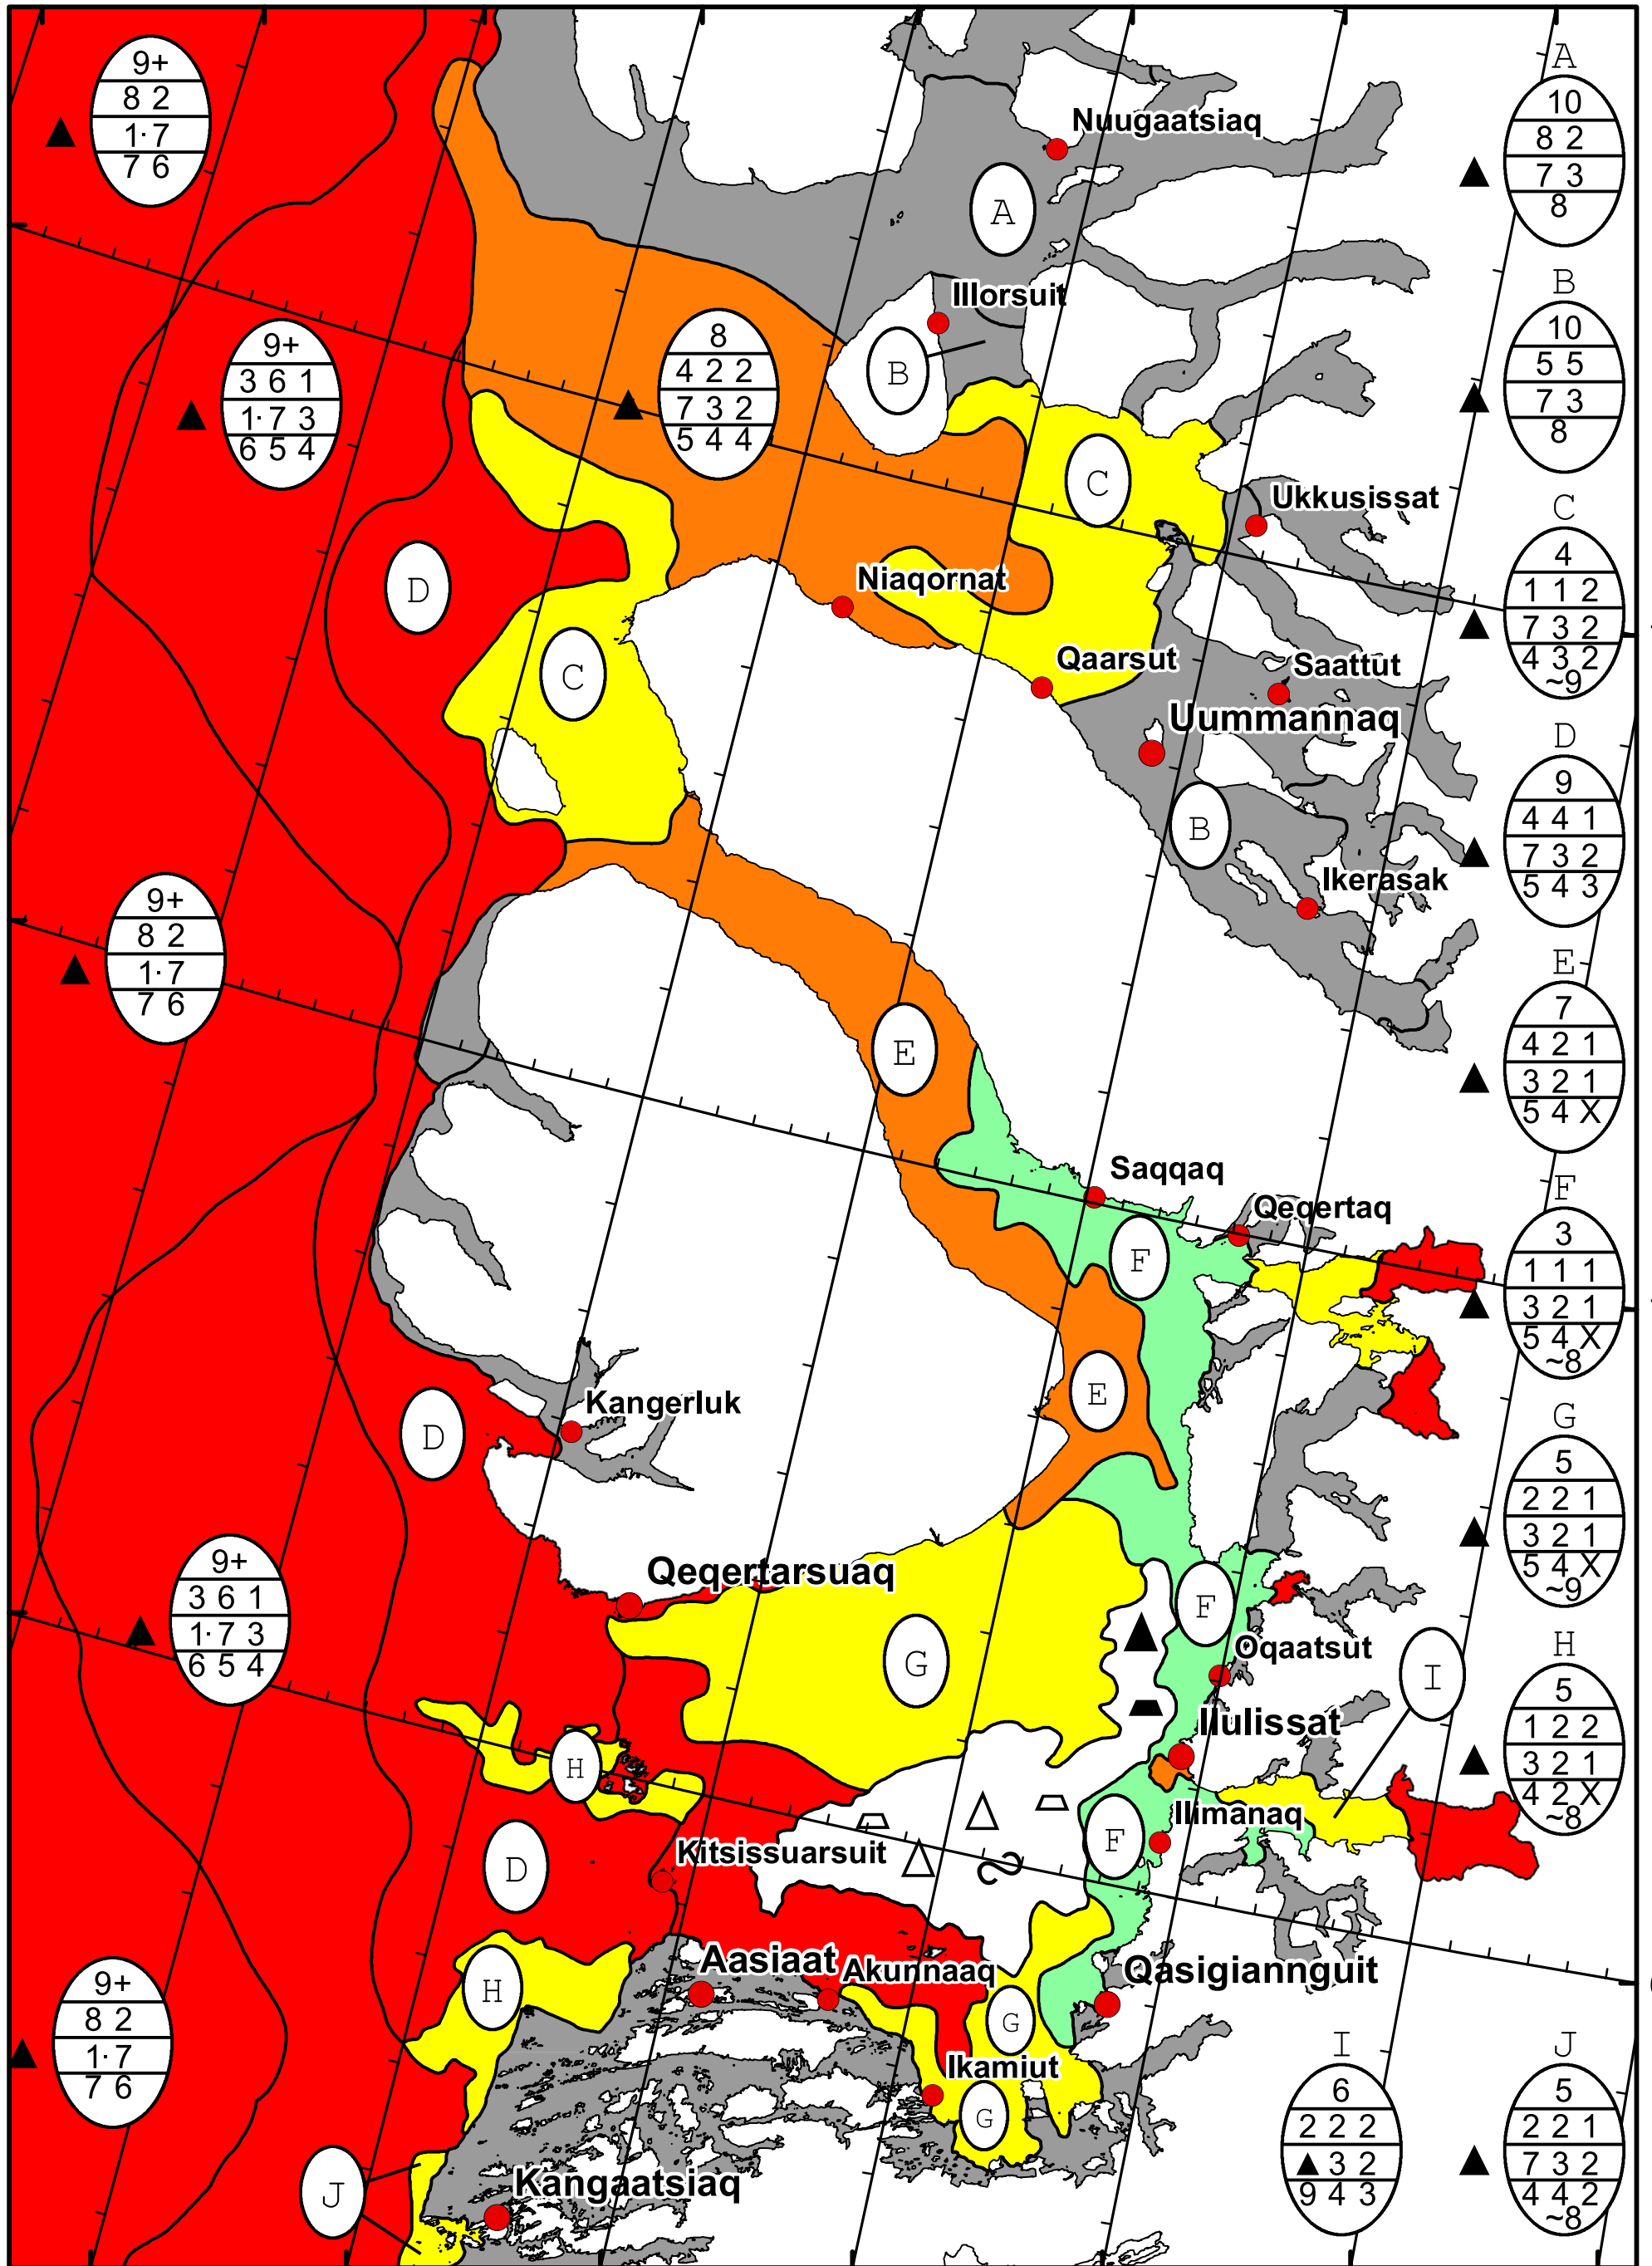 9+
8 2
1· 7
7 6
9+
3 6 1
1· 7 3
6 5 4
8
4 2 2
7 3 2
5 4 4
Nuugaatsiaq
A
Illorsuit
B
C
Ukkusissat
D
Niaqornat
C
Qaarsut
Saattut
Uummannaq
B
Ikerasak
9+
8 2
1· 7
7 6
E
Saqqaq
Qeqertaq
F
E
Kangerluk
D
9+
3 6 1
1· 7 3
6 5 4
Qeqertarsuaq
F
G
Oqaatsut
I
Ilulissat
H
Ilimanaq
F
Kitsissuarsuit
D
Aasiaat
Akunnaaq
Qasigiannguit
H
G
9+
8 2
1· 7
7 6
Ikamiut
G
J
Kangaatsiaq
A
10
8 2
7 3
8
B
10
5 5
7 3
8
C
4
1 1 2
7 3 2
4 3 2
~9
D
9
4 4 1
7 3 2
5 4 3
E
7
4 2 1
3 2 1
5 4 X
F
3
1 1 1
3 2 1
5 4 X
~8
G
5
2 2 1
3 2 1
5 4 X
~9
H
5
1 2 2
3 2 1
4 2 X
~8
I
6
2 2 2
▲ 3 2
9 4 3
J
5
2 2 1
7 3 2
4 4 2
~8